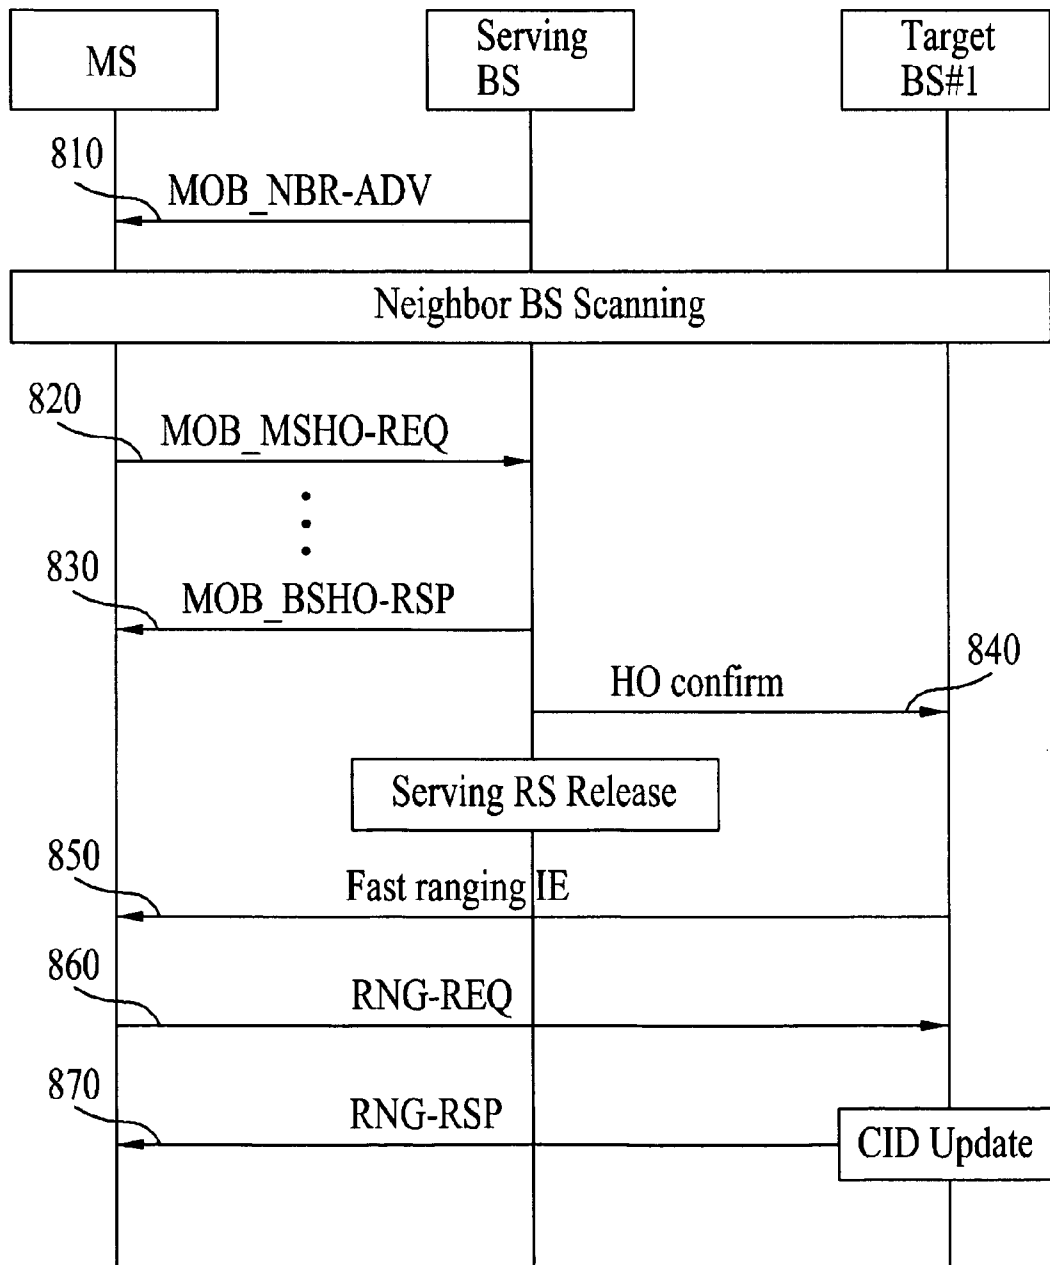 MS
Serving
BS
Target
BS#1
810
MOB_NBR-ADV
Neighbor BS Scanning
820
MOB_MSHO-REQ
830
MOB_BSHO-RSP
840
HO confirm
Serving RS Release
850
Fast ranging IE
860
RNG-REQ
870
RNG-RSP
CID Update